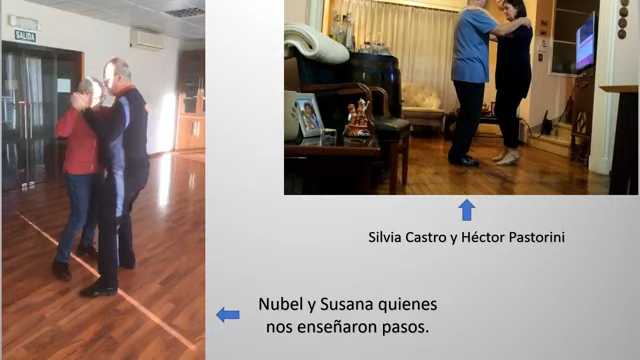 SALIDA
Silvia Castro y Héctor Pastorini
Nubel y Susana quienes
nos enseñaron pasos.